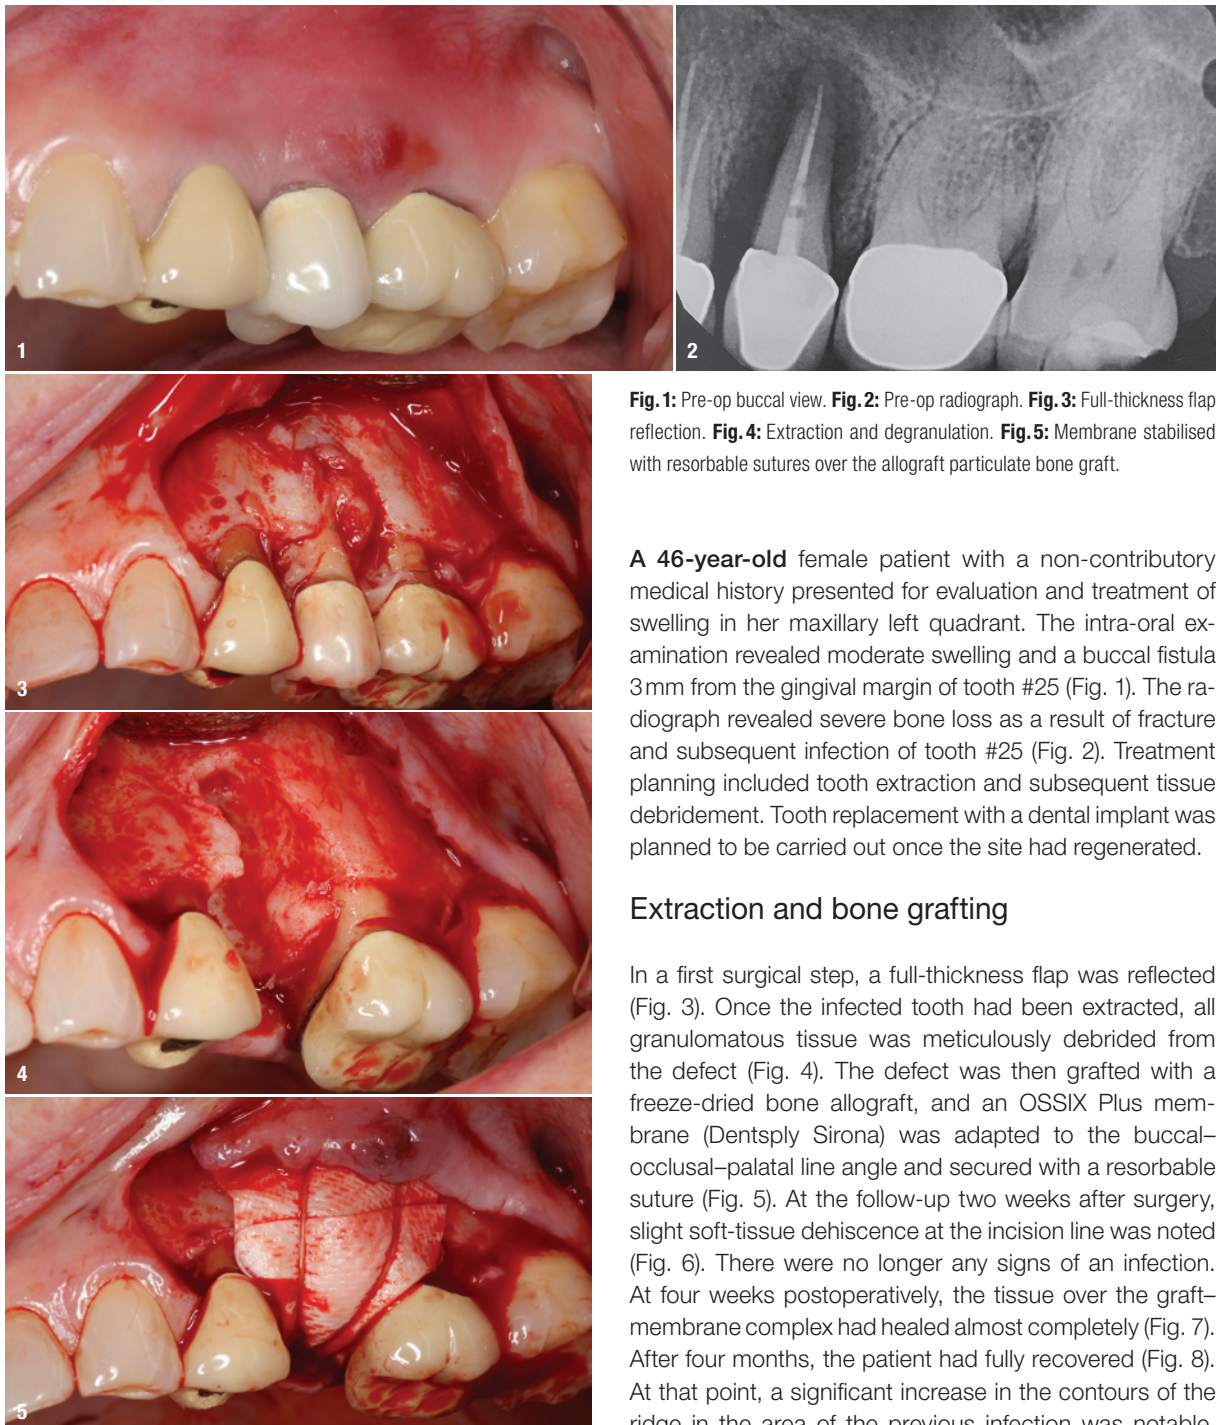 1
2
3
4
5
Fig. 1: Pre-op buccal view. Fig. 2: Pre-op radiograph. Fig. 3: Full-thickness flap
reflection. Fig. 4: Extraction and degranulation. Fig. 5: Membrane stabilised
with resorbable sutures over the allograft particulate bone graft.
A 46-year-old female patient with a non-contributory
medical history presented for evaluation and treatment of
swelling in her maxillary left quadrant. The intra-oral ex-
amination revealed moderate swelling and a buccal fistula
3 mm from the gingival margin of tooth #25 (Fig. 1). The ra-
diograph revealed severe bone loss as a result of fracture
and subsequent infection of tooth #25 (Fig. 2). Treatment
planning included tooth extraction and subsequent tissue
debridement. Tooth replacement with a dental implant was
planned to be carried out once the site had regenerated.
Extraction and bone grafting
In a first surgical step, a full-thickness flap was reflected
(Fig. 3). Once the infected tooth had been extracted, all
granulomatous tissue was meticulously debrided from
the defect (Fig. 4). The defect was then grafted with a
freeze-dried bone allograft, and an OSSIX Plus mem-
brane (Dentsply Sirona) was adapted to the buccal–
occlusal–palatal line angle and secured with a resorbable
suture (Fig. 5). At the follow-up two weeks after surgery,
slight soft-tissue dehiscence at the incision line was noted
(Fig. 6). There were no longer any signs of an infection.
At four weeks postoperatively, the tissue over the graft–
membrane complex had healed almost completely (Fig. 7).
After four months, the patient had fully recovered (Fig. 8).
At that point, a significant increase in the contours of the
ridge in the area of the previous infection was notable